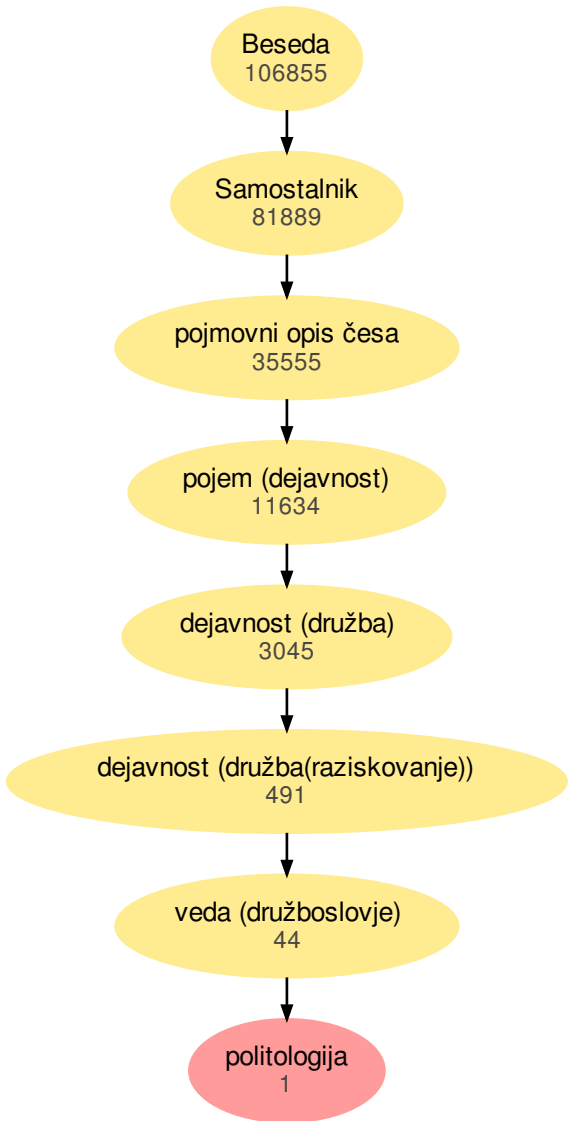 Beseda
106855
Samostalnik
81889
pojmovni opis česa
35555
pojem (dejavnost)
11634
dejavnost (družba)
3045
dejavnost (družba(raziskovanje))
491
veda (družboslovje)
44
politologija
1